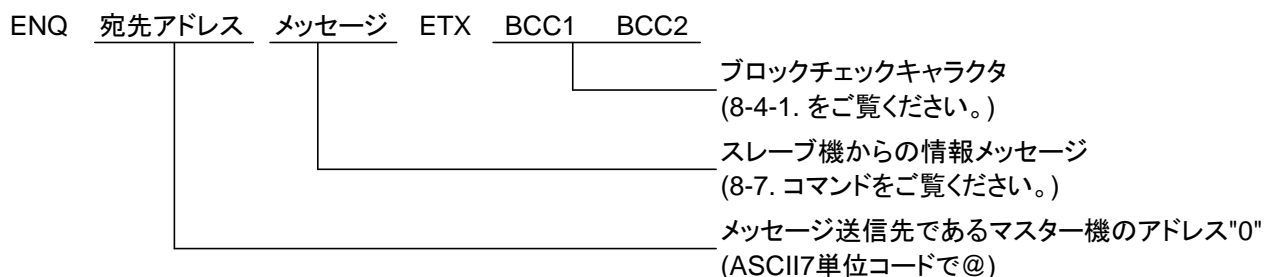 ENQ 宛先アドレス メッセージ ETX BCC1 BCC2
ブロックチェックキャラクタ
(8-4-1. をご覧ください。)
スレーブ機からの情報メッセージ
(8-7. コマンドをご覧ください。)
メッセージ送信先であるマスター機のアドレス"0"
(ASCII7単位コードで@)